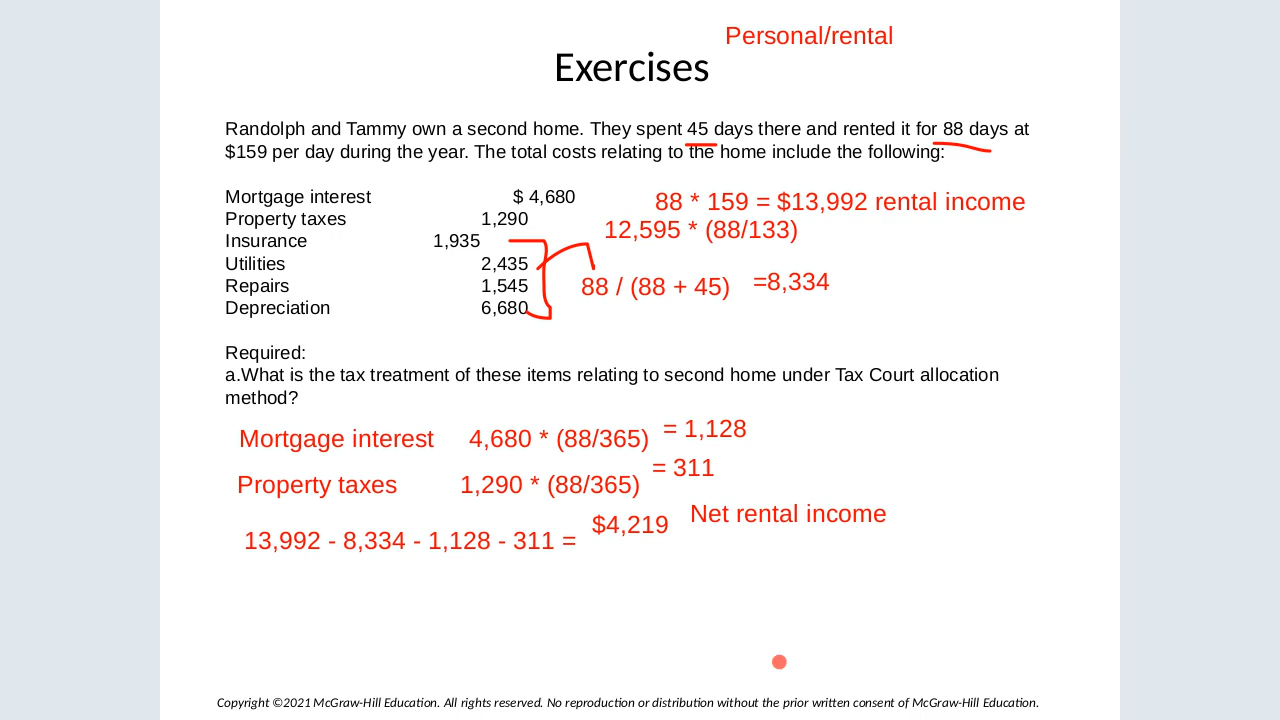 Personal/rental
Exercises
Randolph and Tammy own a second home. They spent 45 days there and rented it for 88 days at
$159 per day during the year. The total costs relating to the home include the following:
Mortgage interest $ 4,680
88 * 159 = $13,992 rental income
Property taxes 1,290
12,595 * (88/133)
Insurance 1,935
Utilities 2,435
Repairs 1,545
88 / (88 + 45) =8,334
Depreciation 6,680
Required:
a.What is the tax treatment of these items relating to second home under Tax Court allocation
method?
Mortgage interest 4,680 * (88/365) = 1,128
Property taxes 1,290 * (88/365) = 311
13,992 - 8,334 - 1,128 - 311 = $4,219 Net rental income
Copyright ©2021 McGraw-Hill Education. All rights reserved. No reproduction or distribution without the prior written consent of McGraw-Hill Education.